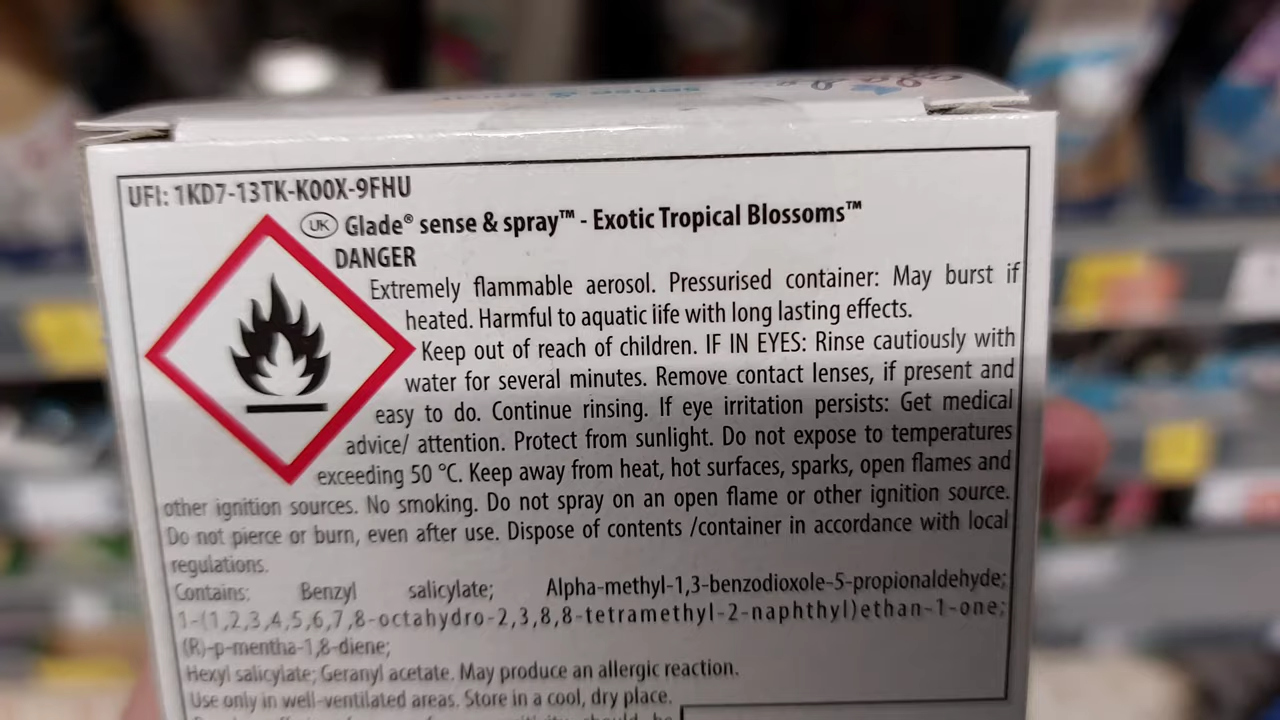 sense & spray
UFI: 1KD7-13TK-K00X-9FHU
UK Glade® sense & spray™ - Exotic Tropical Blossoms™
DANGER
Extremely flammable aerosol. Pressurised container: May burst if
heated. Harmful to aquatic life with long lasting effects.
Keep out of reach of children. IF IN EYES: Rinse cautiously with
water for several minutes. Remove contact lenses, if present and
easy to do. Continue rinsing. If eye irritation persists: Get medical
advice/ attention. Protect from sunlight. Do not expose to temperatures
exceeding 50 °C. Keep away from heat, hot surfaces, sparks, open flames and
other ignition sources. No smoking. Do not spray on an open flame or other ignition source.
Do not pierce or burn, even after use. Dispose of contents /container in accordance with local
regulations.
Contains: Benzyl salicylate; Alpha-methyl-1,3-benzodioxole-5-propionaldehyde;
1-(1,2,3,4,5,6,7,8-octahydro-2,3,8,8-tetramethyl-2-naphthyl)ethan-1-one;
(R)-p-mentha-1,8-diene;
Hexyl salicylate; Geranyl acetate. May produce an allergic reaction.
Use only in well-ventilated areas. Store in a cool, dry place.